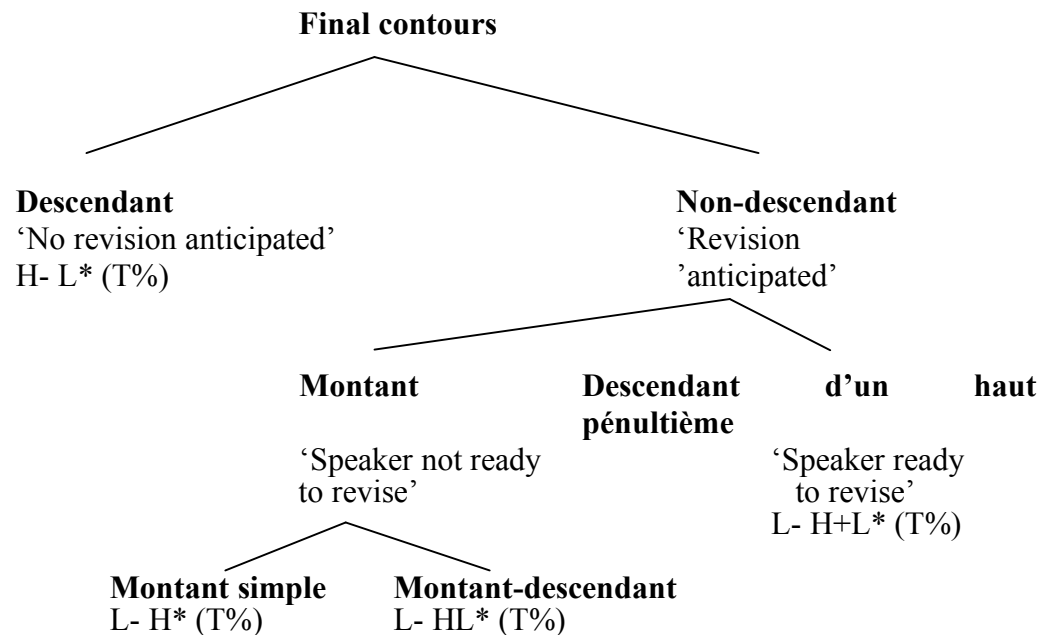 Final contours
Descendant
‘No revision anticipated’
H- L* (T%)
Non-descendant
‘Revision
’anticipated’
Montant
‘Speaker not ready
to revise’
Descendant d’un haut
pénultième
‘Speaker ready
to revise’
L- H+L* (T%)
Montant simple
L- H* (T%)
Montant-descendant
L- HL* (T%)